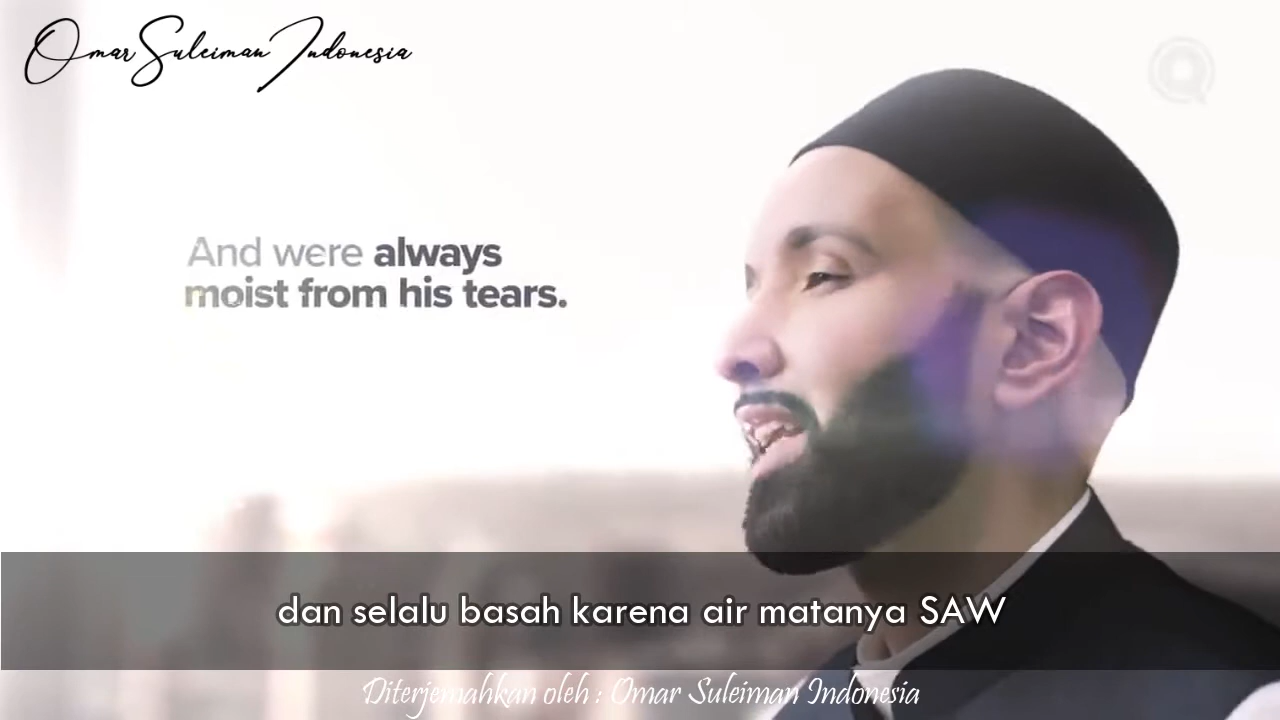 Omar Suleiman Indonesia
And were always
moist from his tears.
dan selalu basah karena air matanya SAW
Diterjemahkan oleh : Omar Suleiman Indonesia